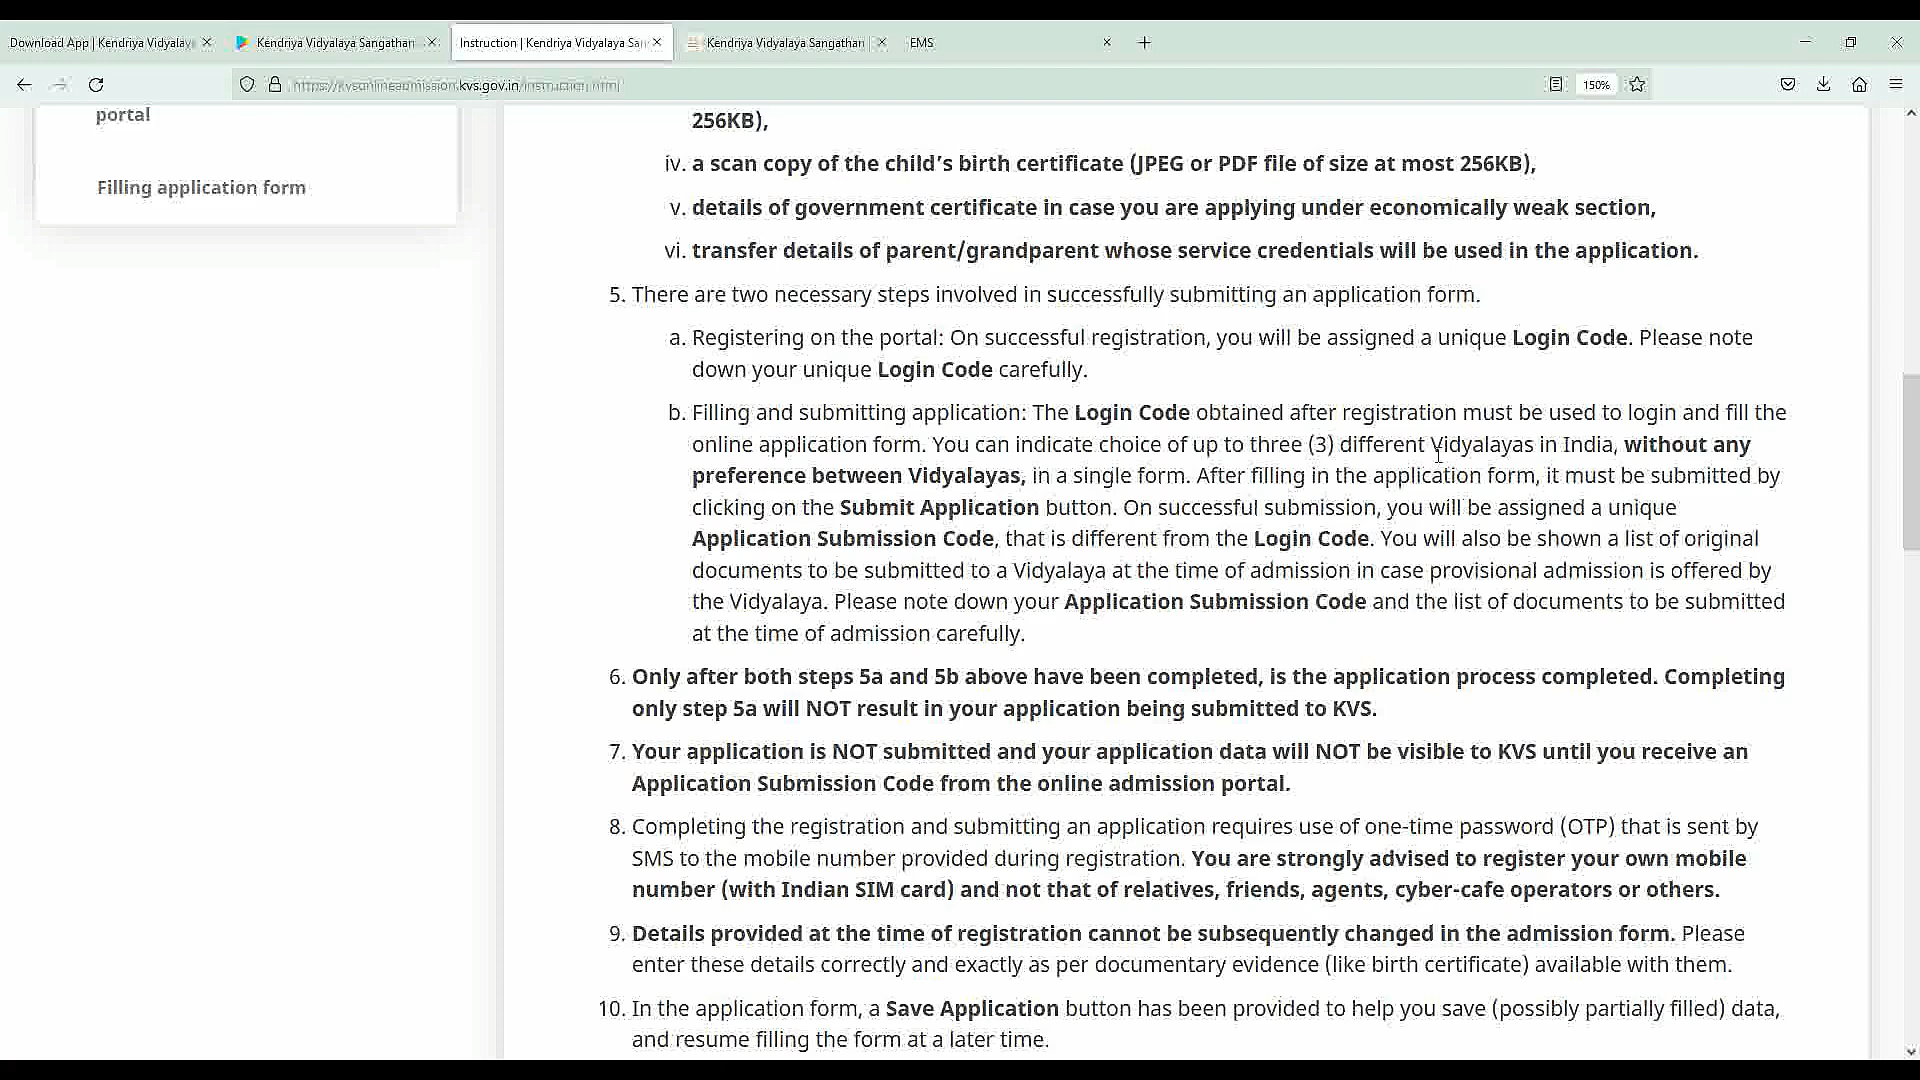 Download App | Kendriya Vidyalay
Kendriya Vidyalaya Sangathan
Instruction | Kendriya Vidyalaya San
Kendriya Vidyalaya Sangathan
EMS
https://kvsonlineadmission.kvs.gov.in/instruction.html
150%
portal
Filling application form
256KB),
iv. a scan copy of the child’s birth certificate (JPEG or PDF file of size at most 256KB),
v. details of government certificate in case you are applying under economically weak section,
vi. transfer details of parent/grandparent whose service credentials will be used in the application.
5. There are two necessary steps involved in successfully submitting an application form.
a. Registering on the portal: On successful registration, you will be assigned a unique Login Code. Please note
down your unique Login Code carefully.
b. Filling and submitting application: The Login Code obtained after registration must be used to login and fill the
online application form. You can indicate choice of up to three (3) different Vidyalayas in India, without any
preference between Vidyalayas, in a single form. After filling in the application form, it must be submitted by
clicking on the Submit Application button. On successful submission, you will be assigned a unique
Application Submission Code, that is different from the Login Code. You will also be shown a list of original
documents to be submitted to a Vidyalaya at the time of admission in case provisional admission is offered by
the Vidyalaya. Please note down your Application Submission Code and the list of documents to be submitted
at the time of admission carefully.
6. Only after both steps 5a and 5b above have been completed, is the application process completed. Completing
only step 5a will NOT result in your application being submitted to KVS.
7. Your application is NOT submitted and your application data will NOT be visible to KVS until you receive an
Application Submission Code from the online admission portal.
8. Completing the registration and submitting an application requires use of one-time password (OTP) that is sent by
SMS to the mobile number provided during registration. You are strongly advised to register your own mobile
number (with Indian SIM card) and not that of relatives, friends, agents, cyber-cafe operators or others.
9. Details provided at the time of registration cannot be subsequently changed in the admission form. Please
enter these details correctly and exactly as per documentary evidence (like birth certificate) available with them.
10. In the application form, a Save Application button has been provided to help you save (possibly partially filled) data,
and resume filling the form at a later time.